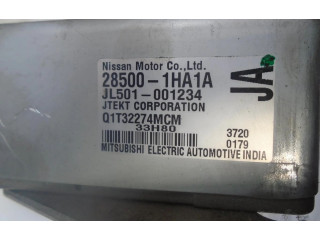 Nissan Motor Co.,Ltd.
28500-1HA1A
JL501-001234
JTEKT CORPORATION
Q1T32274MCM
33H80
3720
0179
MITSUBISHI ELECTRIC AUTOMOTIVE INDIA
JA